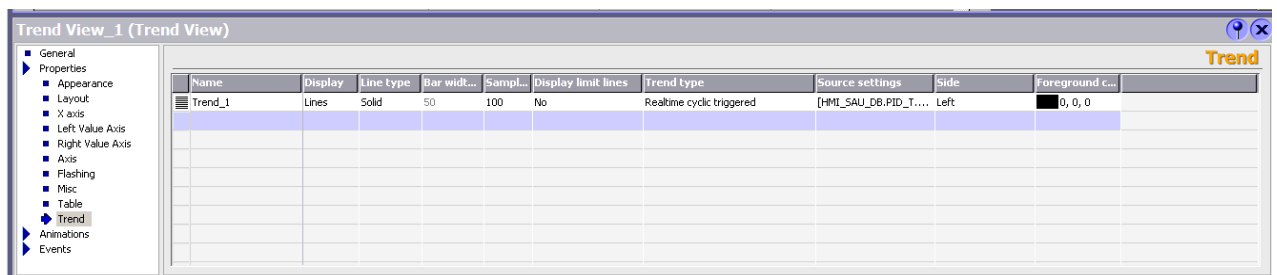 Trend View_1 (Trend View)
General
Properties
Appearance
Layout
X axis
Left Value Axis
Right Value Axis
Axis
Flashing
Misc
Table
Trend
Animations
Events
Trend
Name Display Line type Bar widt... Sampl... Display limit lines Trend type Source settings Side Foreground c...
Trend_1 Lines Solid 50 100 No Realtime cyclic triggered [HMI_SAU_DB.PID_T.... Left 0, 0, 0